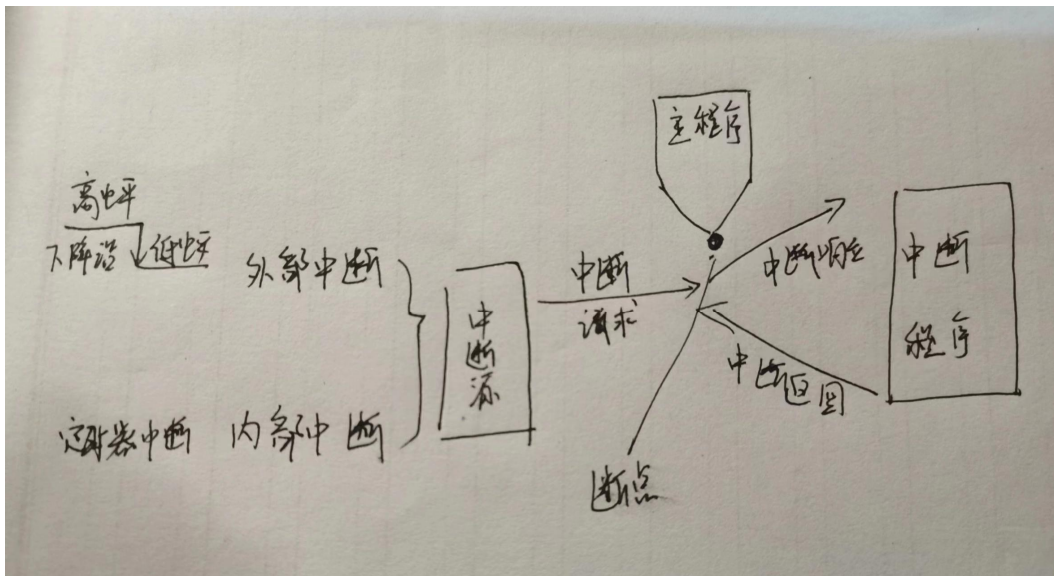 主程序
高电平
下降沿
低电平
外部中断
定时器中断
内部中断
中断源
中断
请求
中断响应
中断返回
断点
中断
程序